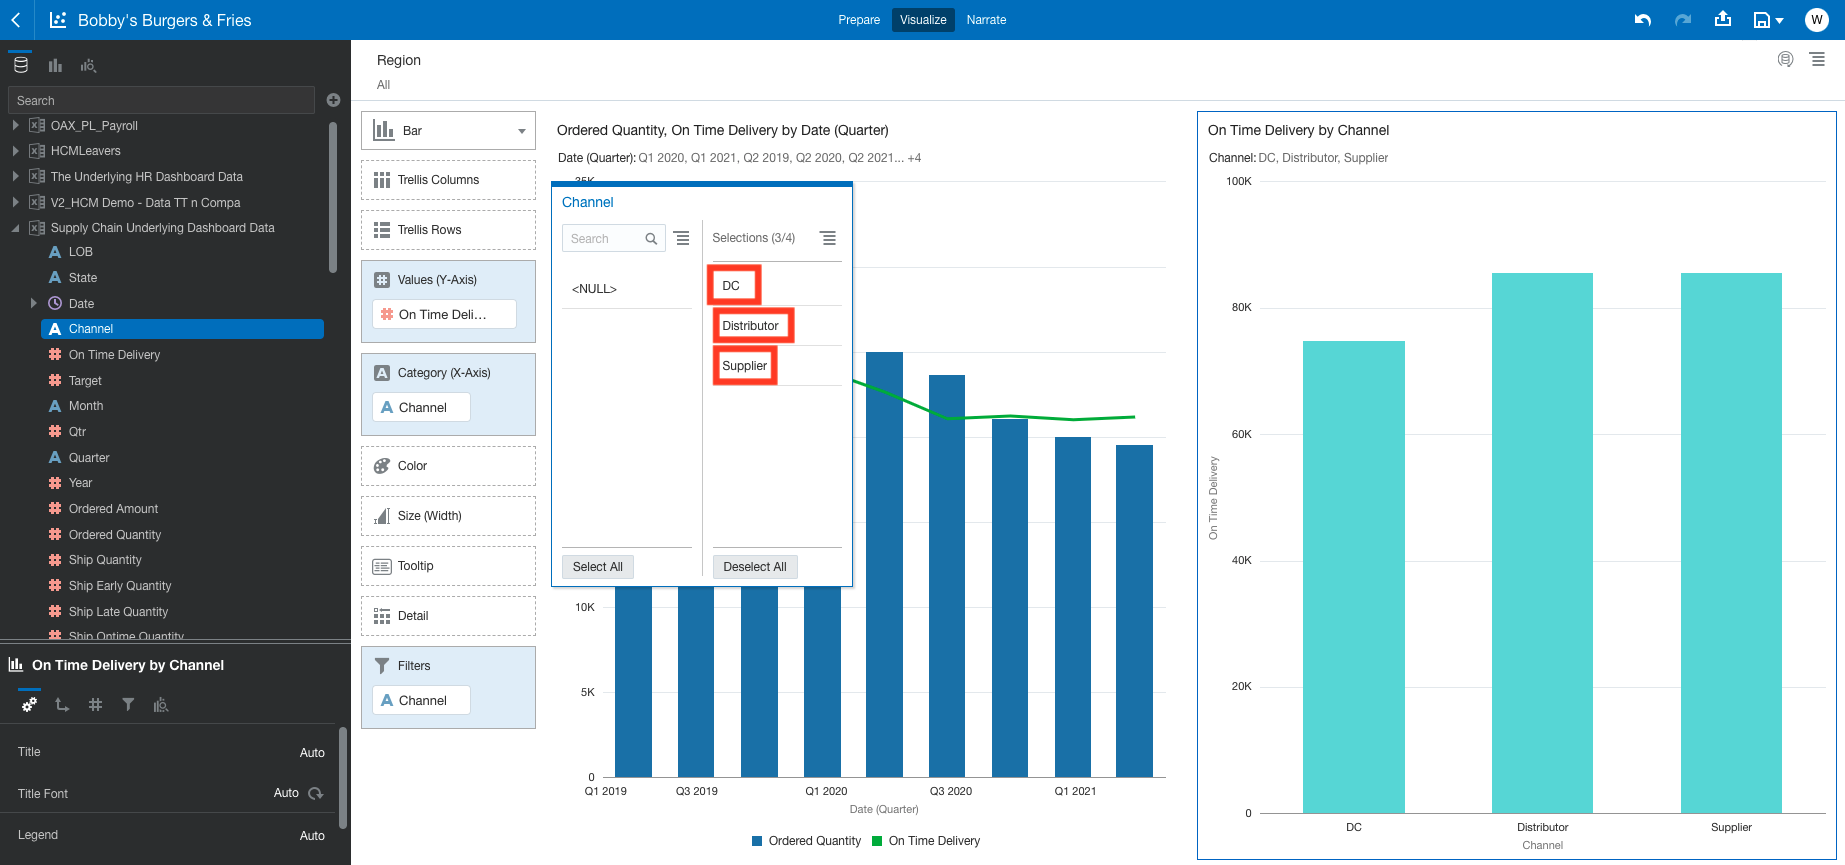 Bobby's Burgers & Fries
Prepare Visualize Narrate
W
Search
OAX_PL_Payroll
HCMLeavers
The Underlying HR Dashboard Data
V2_HCM Demo - Data TT n Compa
Supply Chain Underlying Dashboard Data
A LOB
A State
Date
A Channel
On Time Delivery
Target
A Month
Qtr
A Quarter
Year
Ordered Amount
Ordered Quantity
Ship Quantity
Ship Early Quantity
Ship Late Quantity
Ship Ontime Quantity
On Time Delivery by Channel
Title Auto
Title Font Auto
Legend Auto
Region
All
Bar
Trellis Columns
Trellis Rows
Values (Y-Axis)
On Time Deli...
A Category (X-Axis)
A Channel
Color
Size (Width)
Tooltip
Detail
Filters
A Channel
Ordered Quantity, On Time Delivery by Date (Quarter)
Date (Quarter): Q1 2020, Q1 2021, Q2 2019, Q2 2020, Q2 2021... +4
35K
Channel
Search
Selections (3/4)
<NULL>
DC
Distributor
Supplier
Select All
Deselect All
10K
5K
0
Q1 2019 Q3 2019 Q1 2020 Q3 2020 Q1 2021
Date (Quarter)
Ordered Quantity On Time Delivery
On Time Delivery by Channel
Channel: DC, Distributor, Supplier
100K
80K
60K
40K
20K
0
On Time Delivery
DC Distributor Supplier
Channel